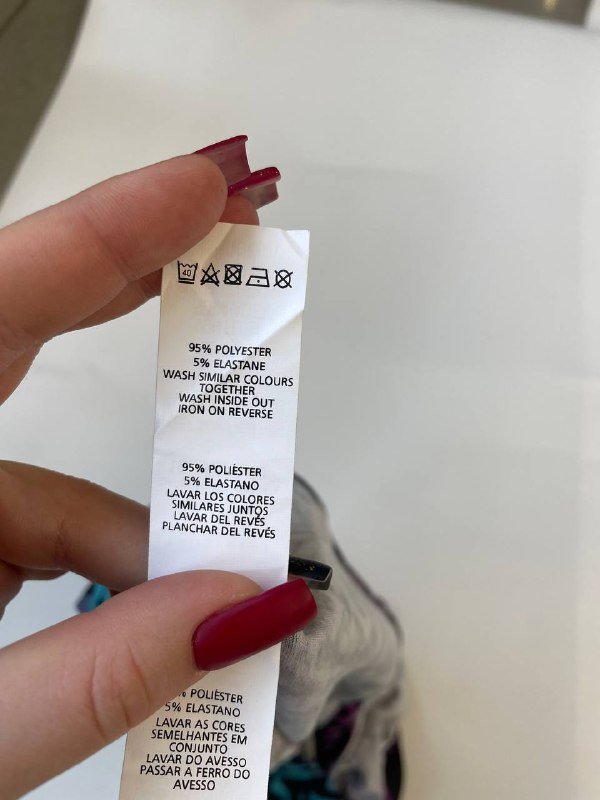 40
95% POLYESTER
5% ELASTANE
WASH SIMILAR COLOURS
TOGETHER
WASH INSIDE OUT
IRON ON REVERSE
95% POLIÉSTER
5% ELASTANO
LAVAR LOS COLORES
SIMILARES JUNTOS
LAVAR DEL REVÉS
PLANCHAR DEL REVÉS
% POLIÉSTER
5% ELASTANO
LAVAR AS CORES
SEMELHANTES EM
CONJUNTO
LAVAR DO AVESSO
PASSAR A FERRO DO
AVESSO